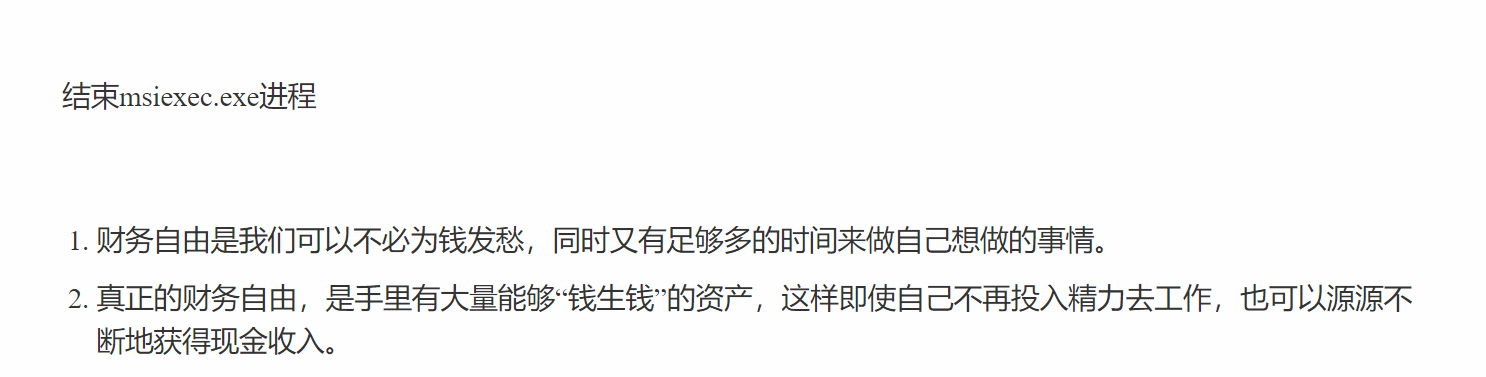 结束msiexec.exe进程
1. 财务自由是我们可以不必为钱发愁，同时又有足够多的时间来做自己想做的事情。
2. 真正的财务自由，是手里有大量能够“钱生钱”的资产，这样即使自己不再投入精力去工作，也可以源源不
断地获得现金收入。